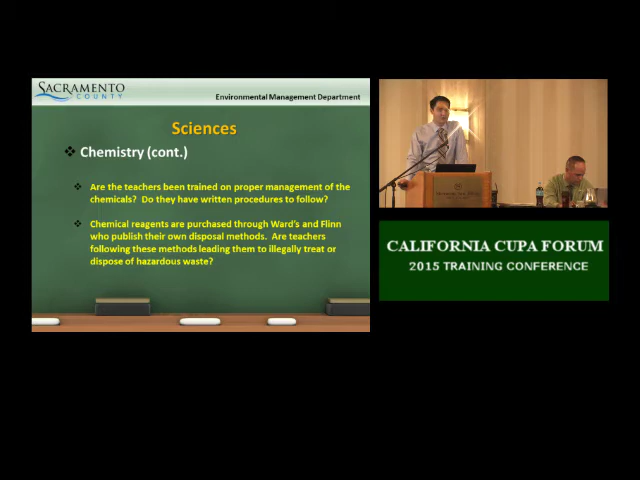 SACRAMENTO
COUNTY
Environmental Management Department
Sciences
Chemistry (cont.)
Are the teachers been trained on proper management of the
chemicals? Do they have written procedures to follow?
Chemical reagents are purchased through Ward's and Flinn
who publish their own disposal methods. Are teachers
following these methods leading them to illegally treat or
dispose of hazardous waste?
CALIFORNIA CUPA FORUM
2015 TRAINING CONFERENCE